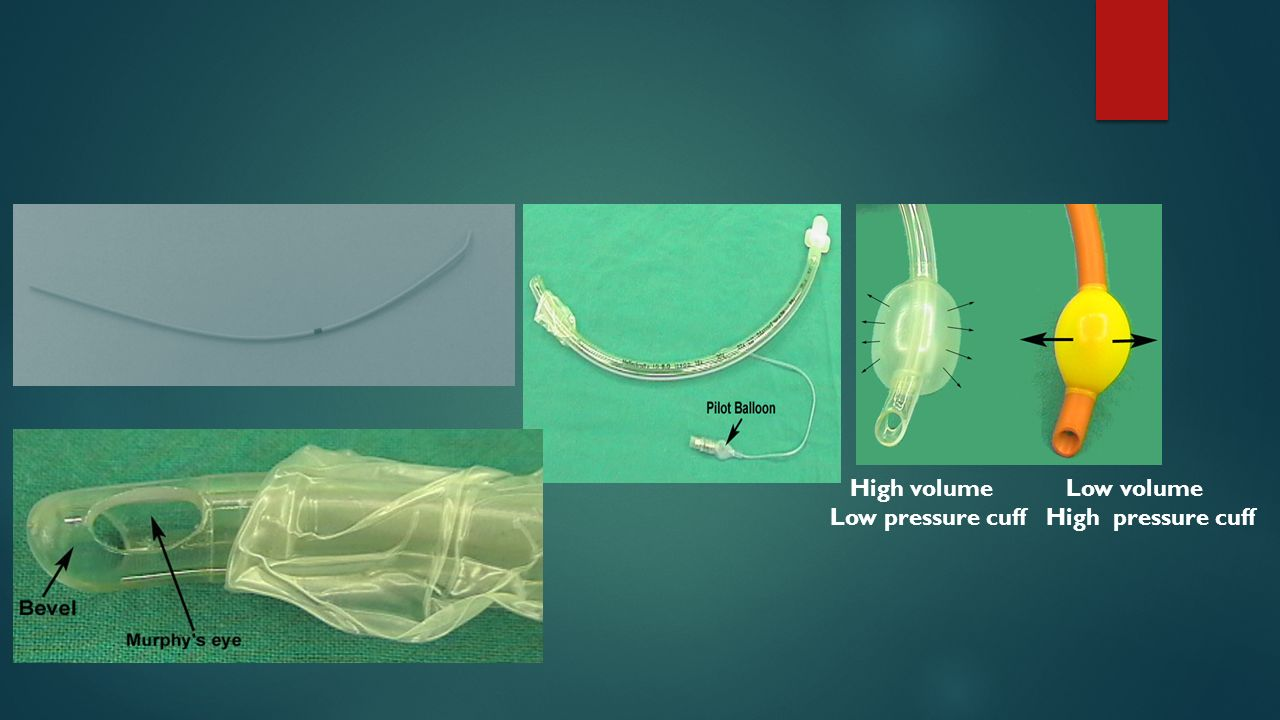 Pilot Balloon
High volume
Low pressure cuff
Low volume
High  pressure cuff
Bevel
Murphy's eye